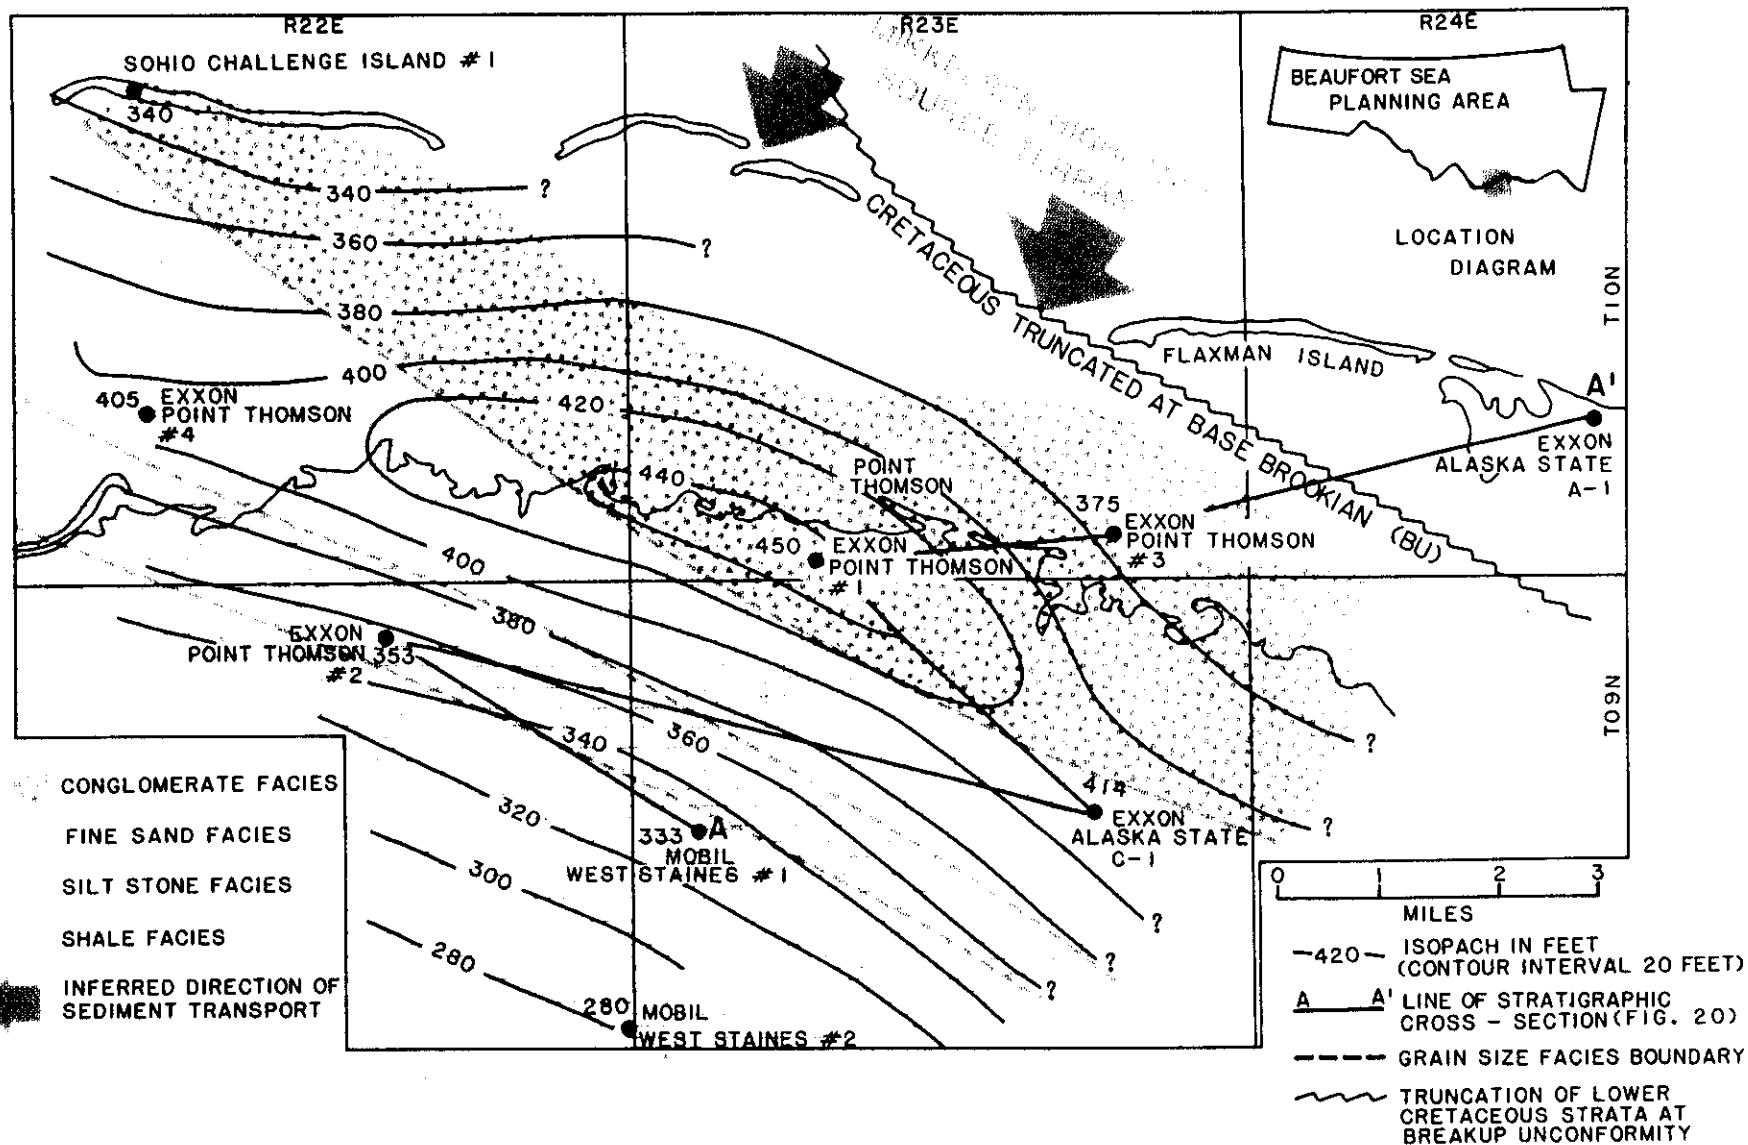 R22E
R23E
R24E
SOHIO CHALLENGE ISLAND #1
340
BEAUFORT SEA
PLANNING AREA
LOCATION
DIAGRAM
T10N
340
?
360
?
380
CRETACEOUS TRUNCATED AT BASE BROOKIAN (BU)
FLAXMAN ISLAND
A'
EXXON
ALASKA STATE
A-1
400
405
EXXON
POINT THOMSON
#4
420
440
POINT
THOMSON
375
EXXON
POINT THOMSON
#3
450
EXXON
POINT THOMSON
#1
400
380
EXXON
POINT THOMSON
353
#2
360
340
320
300
280
T09N
?
?
414
EXXON
ALASKA STATE
C-1
333
A
MOBIL
WEST STAINES #1
?
?
?
280
MOBIL
WEST STAINES #2
CONGLOMERATE FACIES
FINE SAND FACIES
SILT STONE FACIES
SHALE FACIES
INFERRED DIRECTION OF
SEDIMENT TRANSPORT
0 1 2 3
MILES
-420- ISOPACH IN FEET
(CONTOUR INTERVAL 20 FEET)
A A' LINE OF STRATIGRAPHIC
CROSS - SECTION (FIG. 20)
GRAIN SIZE FACIES BOUNDARY
TRUNCATION OF LOWER
CRETACEOUS STRATA AT
BREAKUP UNCONFORMITY